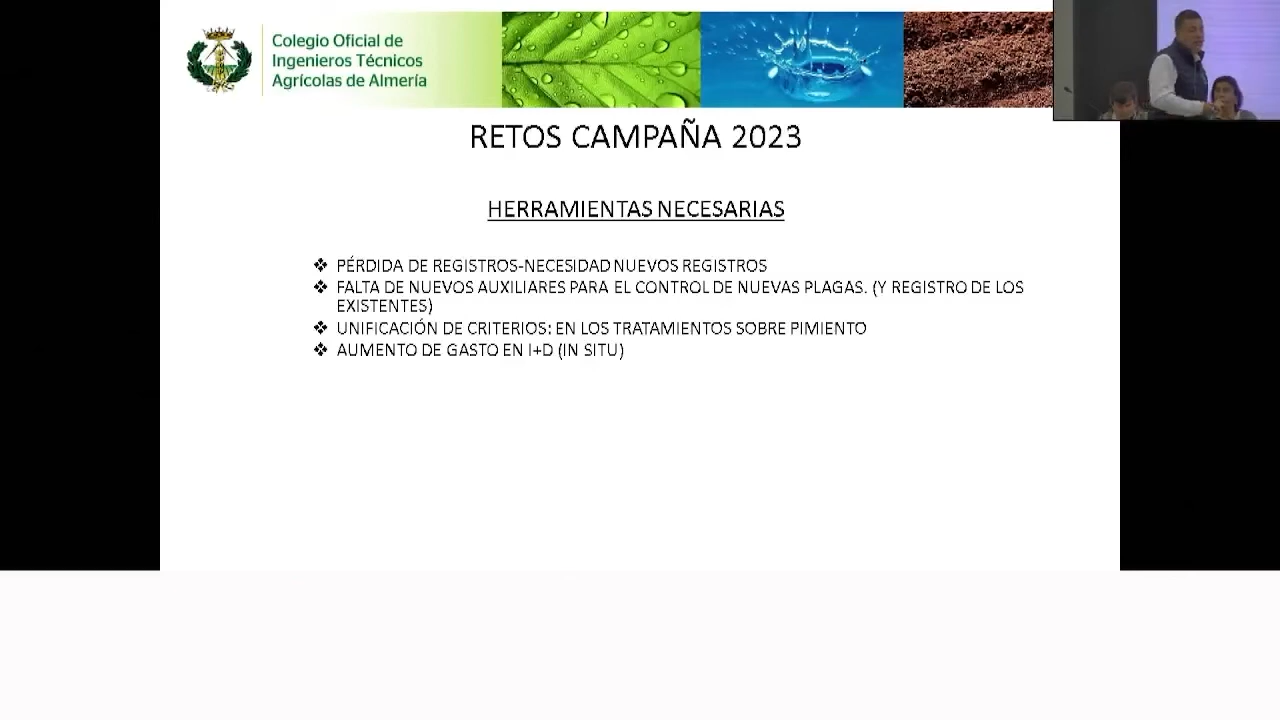 Colegio Oficial de
Ingenieros Técnicos
Agrícolas de Almería
RETOS CAMPAÑA 2023
HERRAMIENTAS NECESARIAS
❖ PÉRDIDA DE REGISTROS-NECESIDAD NUEVOS REGISTROS
❖ FALTA DE NUEVOS AUXILIARES PARA EL CONTROL DE NUEVAS PLAGAS. (Y REGISTRO DE LOS
EXISTENTES)
❖ UNIFICACIÓN DE CRITERIOS: EN LOS TRATAMIENTOS SOBRE PIMIENTO
❖ AUMENTO DE GASTO EN I+D (IN SITU)